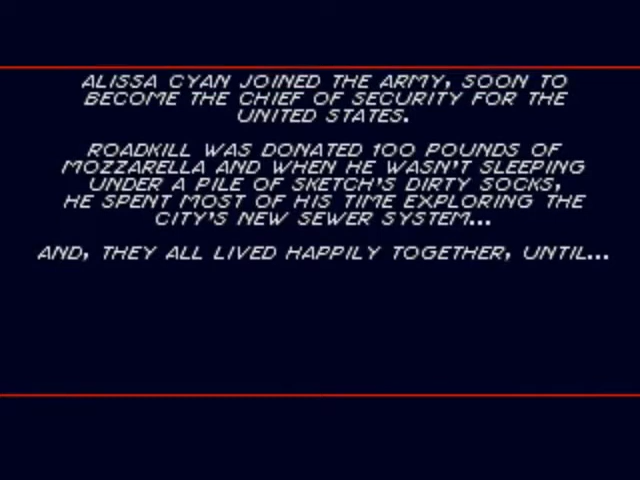 ALISSA CYAN JOINED THE ARMY, SOON TO
BECOME THE CHIEF OF SECURITY FOR THE
UNITED STATES.
ROADKILL WAS DONATED 100 POUNDS OF
MOZZARELLA AND WHEN HE WASN'T SLEEPING
UNDER A PILE OF SKETCH'S DIRTY SOCKS,
HE SPENT MOST OF HIS TIME EXPLORING THE
CITY'S NEW SEWER SYSTEM...
AND, THEY ALL LIVED HAPPILY TOGETHER, UNTIL...